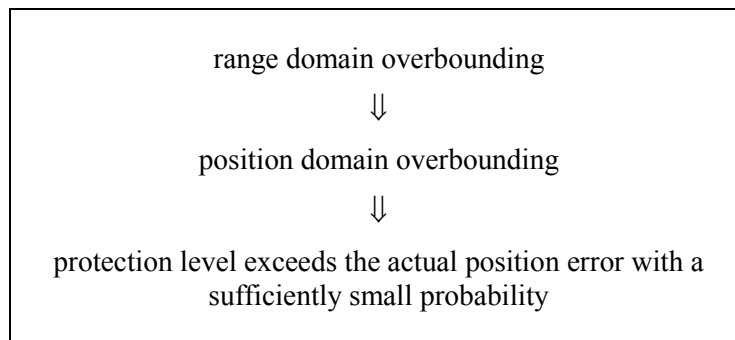 range domain overbounding
⇓
position domain overbounding
⇓
protection level exceeds the actual position error with a
sufficiently small probability